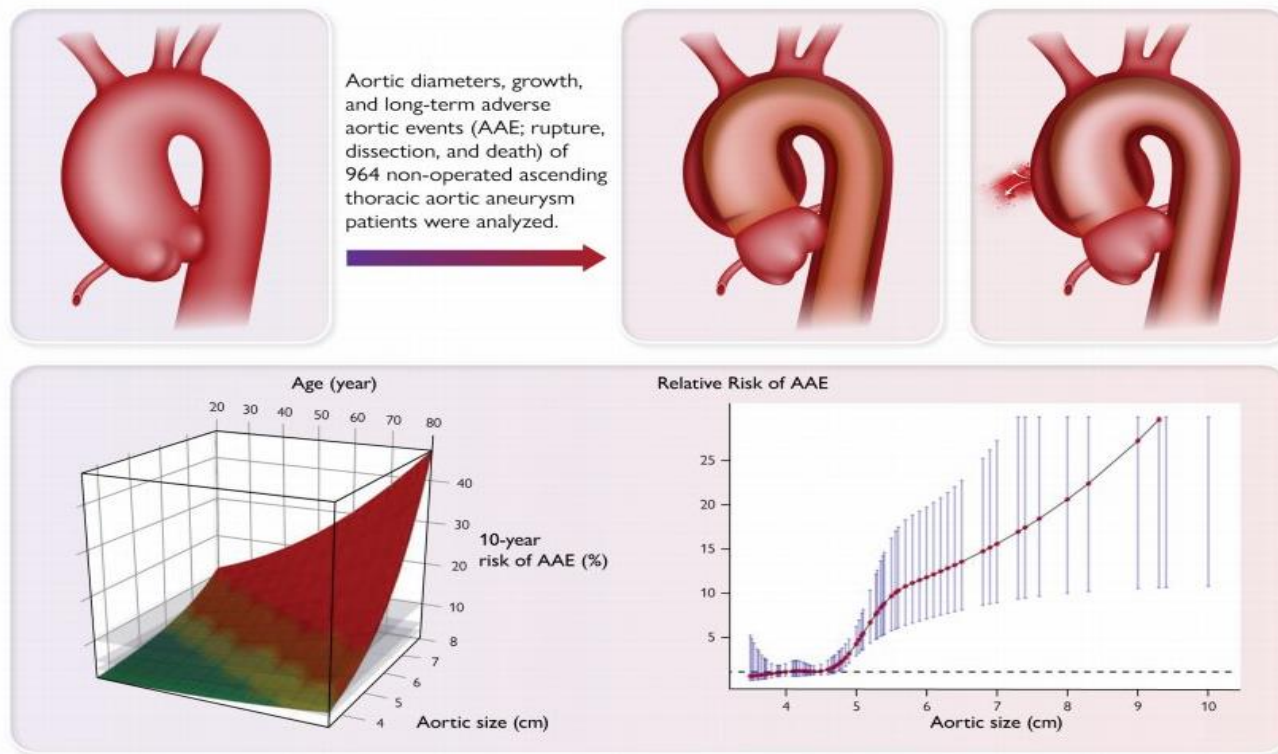 Aortic diameters, growth,
and long-term adverse
aortic events (AAE; rupture,
dissection, and death) of
964 non-operated ascending
thoracic aortic aneurysm
patients were analyzed.
Age (year)
20 30 40 50 60 70 80
40
30
10-year
risk of AAE (%)
20
10
8
7
6
5
4
Aortic size (cm)
Relative Risk of AAE
25
20
15
10
5
4 5 6 7 8 9 10
Aortic size (cm)